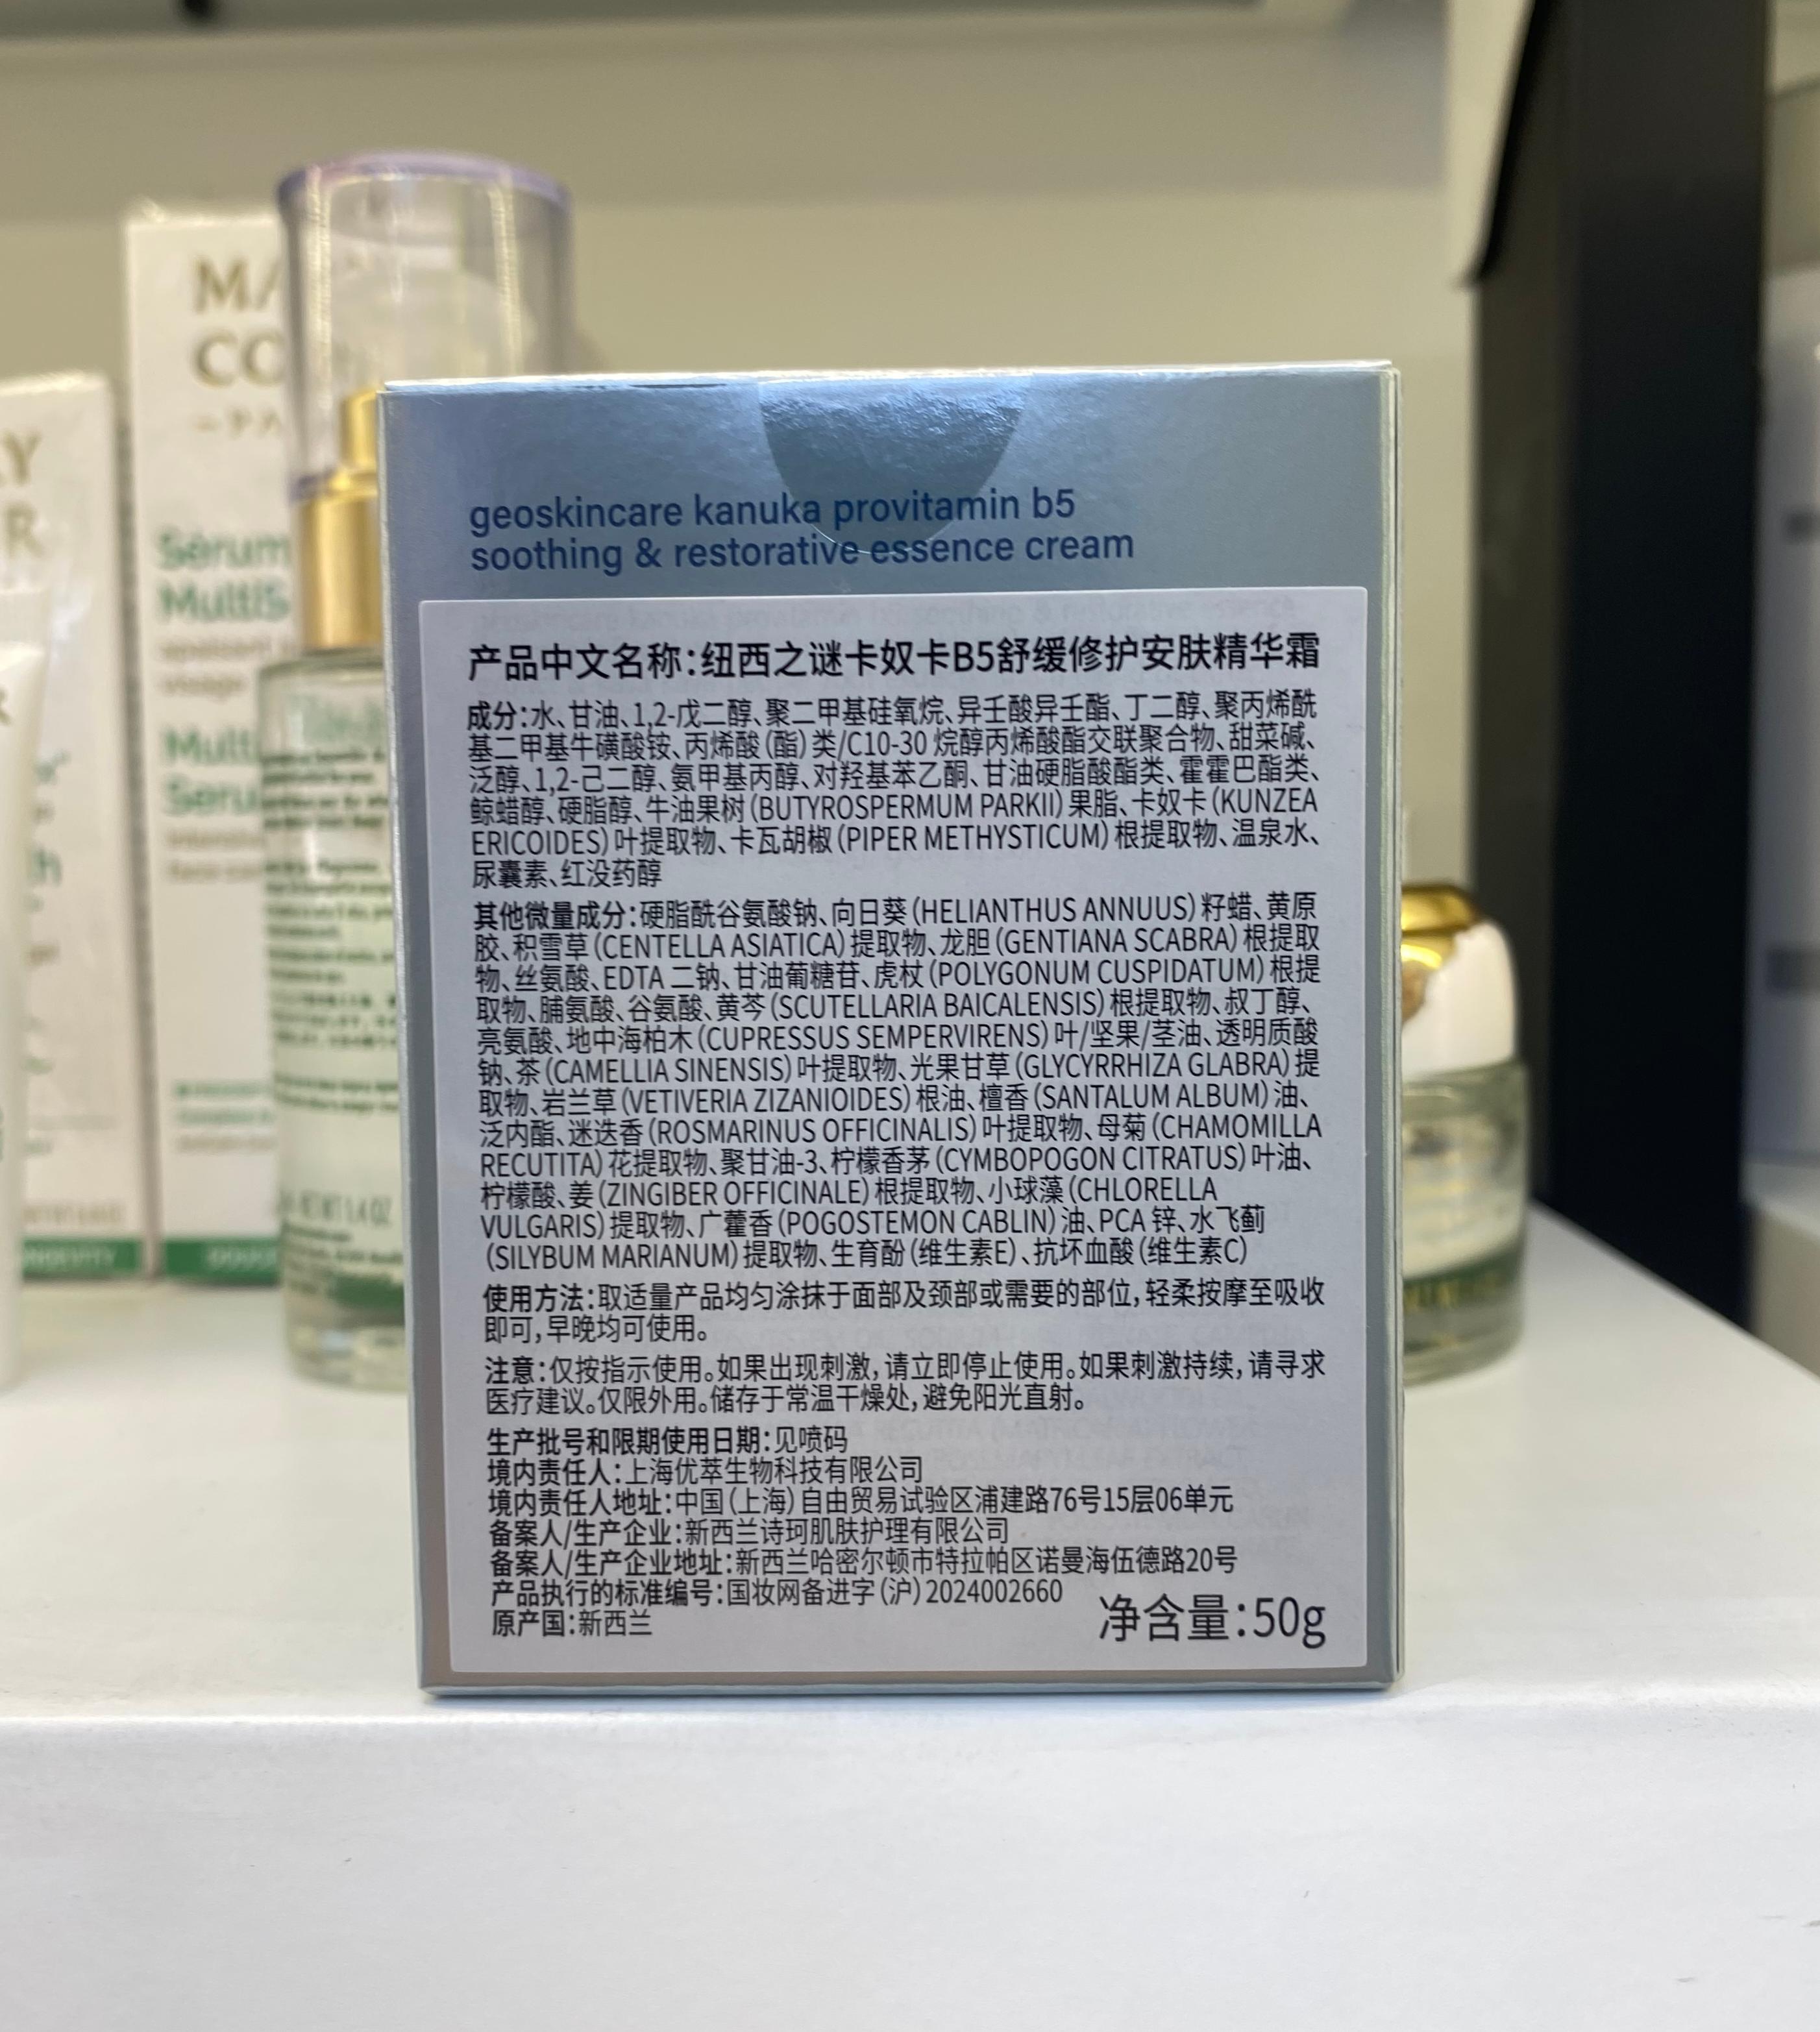 MA
CO
AY
R
Sérum
MultiS
visage
Multi
Seru
geoskincare kanuka provitamin b5
soothing & restorative essence cream
产品中文名称：纽西之谜卡奴卡B5舒缓修护安肤精华霜
成分：水、甘油、1,2-戊二醇、聚二甲基硅氧烷、异壬酸异壬酯、丁二醇、聚丙烯酰
基二甲基牛磺酸铵、丙烯酸（酯）类/C10-30 烷醇丙烯酸酯交联聚合物、甜菜碱、
泛醇、1,2-己二醇、氨甲基丙醇、对羟基苯乙酮、甘油硬脂酸酯类、霍霍巴酯类、
鲸蜡醇、硬脂醇、牛油果树（BUTYROSPERMUM PARKII）果脂、卡奴卡（KUNZEA
ERICOIDES）叶提取物、卡瓦胡椒（PIPER METHYSTICUM）根提取物、温泉水、
尿囊素、红没药醇
其他微量成分：硬脂酰谷氨酸钠、向日葵（HELIANTHUS ANNUUS）籽蜡、黄原
胶、积雪草（CENTELLA ASIATICA）提取物、龙胆（GENTIANA SCABRA）根提取
物、丝氨酸、EDTA 二钠、甘油葡糖苷、虎杖（POLYGONUM CUSPIDATUM）根提
取物、脯氨酸、谷氨酸、黄芩（SCUTELLARIA BAICALENSIS）根提取物、叔丁醇、
亮氨酸、地中海柏木（CUPRESSUS SEMPERVIRENS）叶/坚果/茎油、透明质酸
钠、茶（CAMELLIA SINENSIS）叶提取物、光果甘草（GLYCYRRHIZA GLABRA）提
取物、岩兰草（VETIVERIA ZIZANIOIDES）根油、檀香（SANTALUM ALBUM）油、
泛内酯、迷迭香（ROSMARINUS OFFICINALIS）叶提取物、母菊（CHAMOMILLA
RECUTITA）花提取物、聚甘油-3、柠檬香茅（CYMBOPOGON CITRATUS）叶油、
柠檬酸、姜（ZINGIBER OFFICINALE）根提取物、小球藻（CHLORELLA
VULGARIS）提取物、广藿香（POGOSTEMON CABLIN）油、PCA 锌、水飞蓟
（SILYBUM MARIANUM）提取物、生育酚（维生素E）、抗坏血酸（维生素C）
使用方法：取适量产品均匀涂抹于面部及颈部或需要的部位，轻柔按摩至吸收
即可，早晚均可使用。
注意：仅按指示使用。如果出现刺激，请立即停止使用。如果刺激持续，请寻求
医疗建议。仅限外用。储存于常温干燥处，避免阳光直射。
生产批号和限期使用日期：见喷码
境内责任人：上海优萃生物科技有限公司
境内责任人地址：中国（上海）自由贸易试验区浦建路76号15层06单元
备案人/生产企业：新西兰诗珂肌肤护理有限公司
备案人/生产企业地址：新西兰哈密尔顿市特拉帕区诺曼海伍德路20号
产品执行的标准编号：国妆网备进字（沪）2024002660
原产国：新西兰
净含量：50g